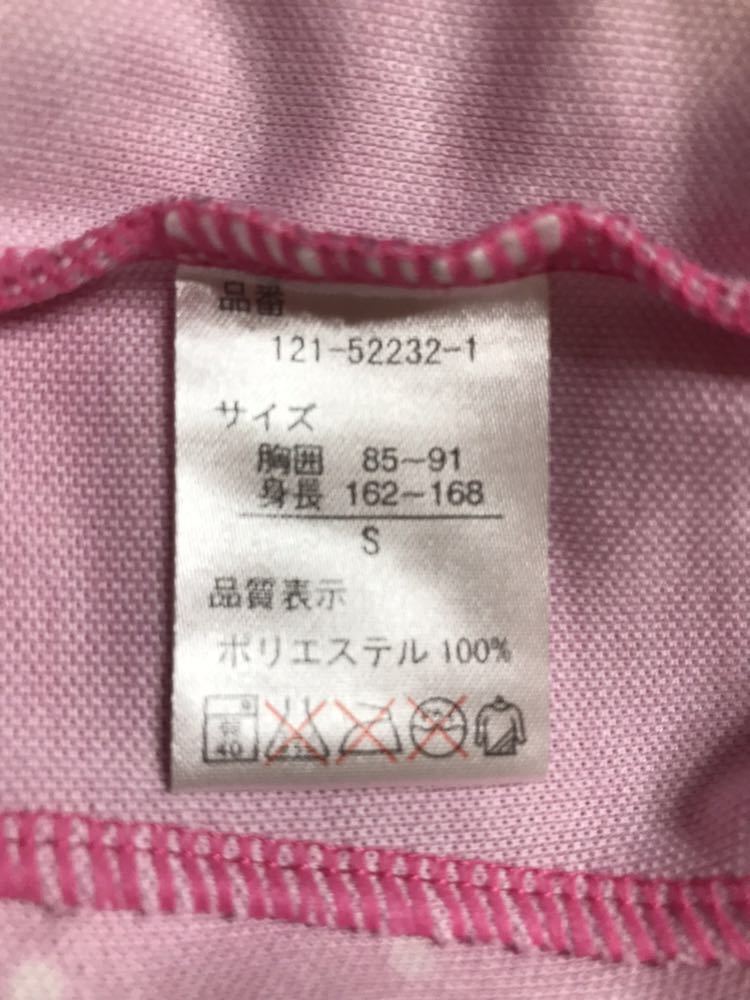 品番
121-52232-1
サイズ
胸囲 85~91
身長 162~168
S
品質表示
ポリエステル 100%
40